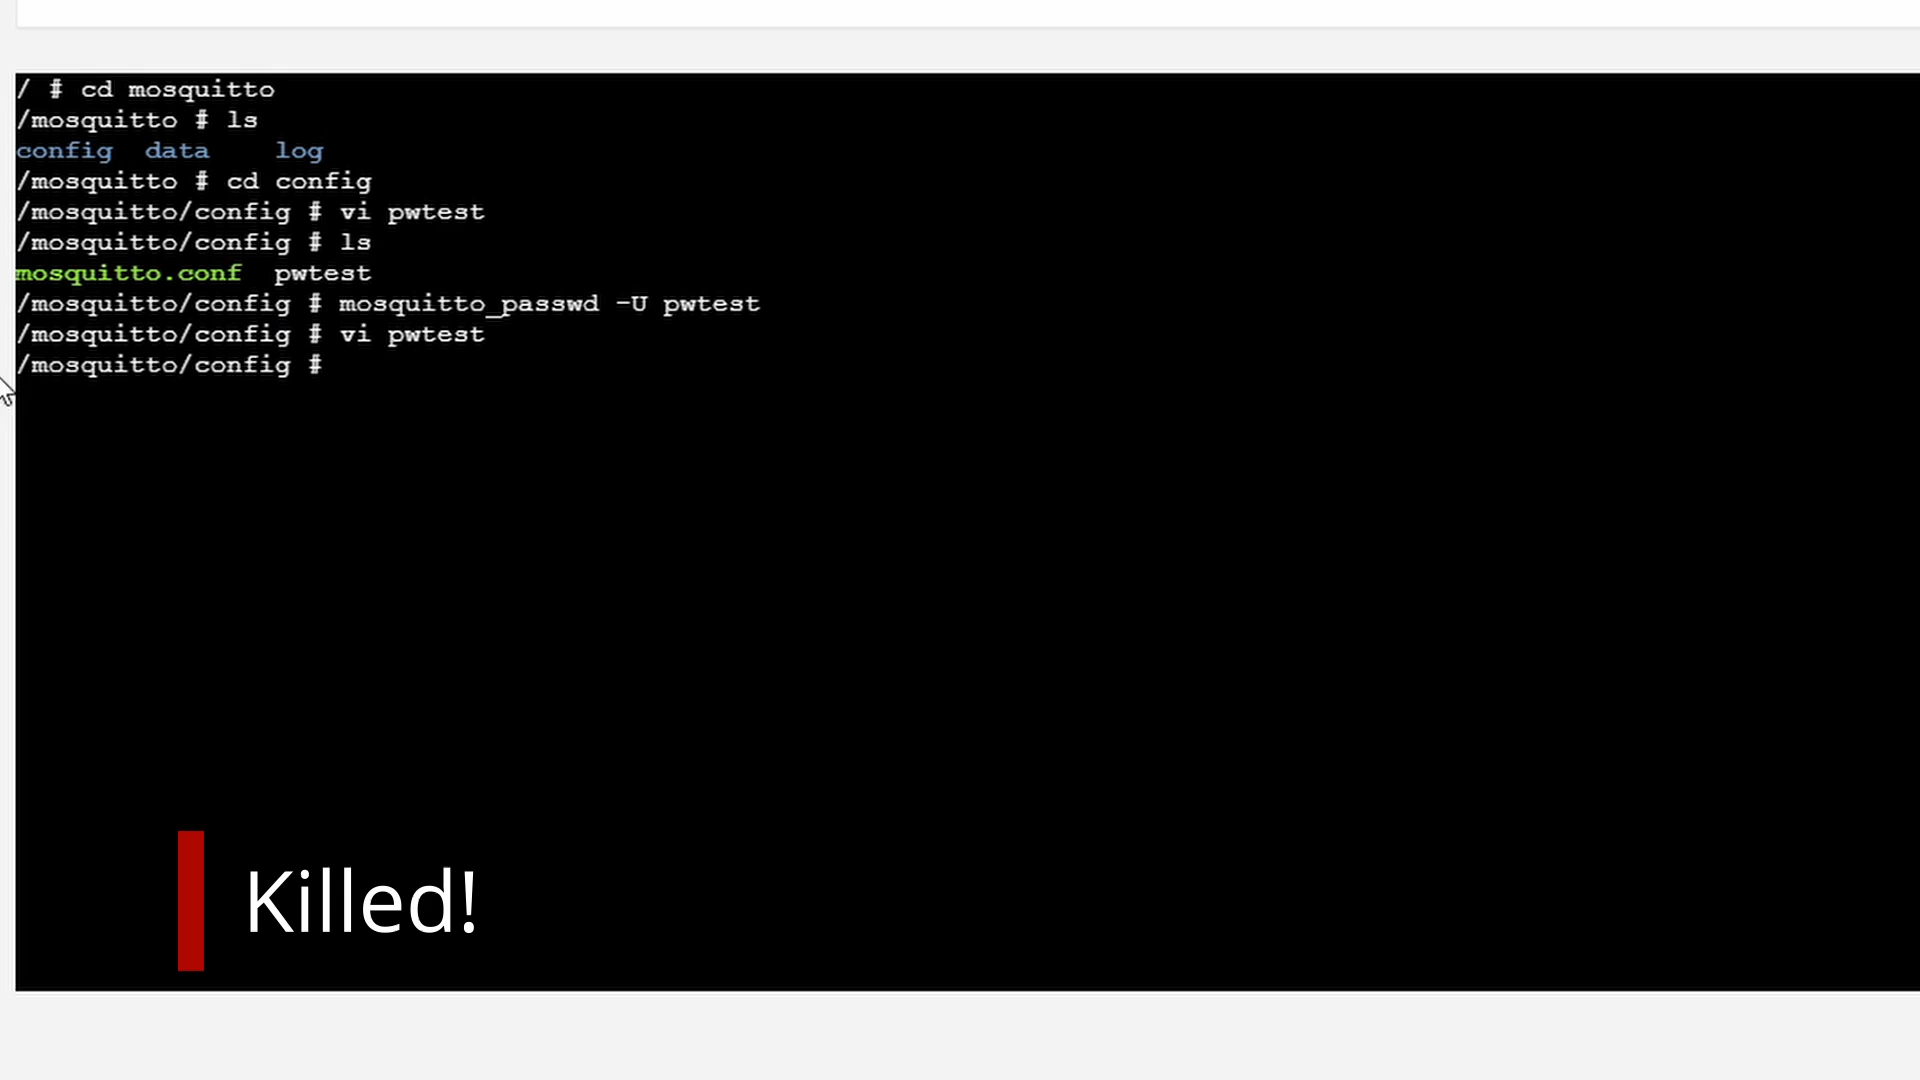 / # cd mosquitto
/mosquitto # ls
config  data    log
/mosquitto # cd config
/mosquitto/config # vi pwtest
/mosquitto/config # ls
mosquitto.conf  pwtest
/mosquitto/config # mosquitto_passwd -U pwtest
/mosquitto/config # vi pwtest
/mosquitto/config #
Killed!